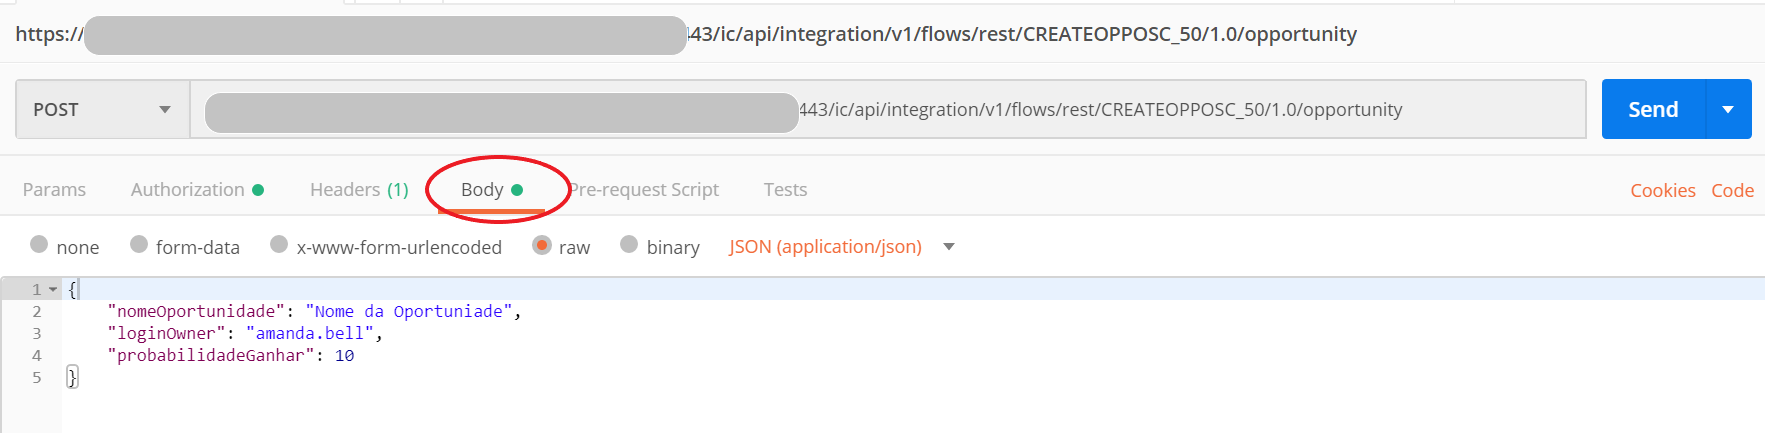 https:// 43/ic/api/integration/v1/flows/rest/CREATEOPPOSC_50/1.0/opportunity
POST 443/ic/api/integration/v1/flows/rest/CREATEOPPOSC_50/1.0/opportunity Send
Params Authorization Headers (1) Body Pre-request Script Tests Cookies Code
none form-data x-www-form-urlencoded raw binary JSON (application/json)
1 {
2 "nomeOportunidade": "Nome da Oportuniade",
3 "loginOwner": "amanda.bell",
4 "probabilidadeGanhar": 10
5 }